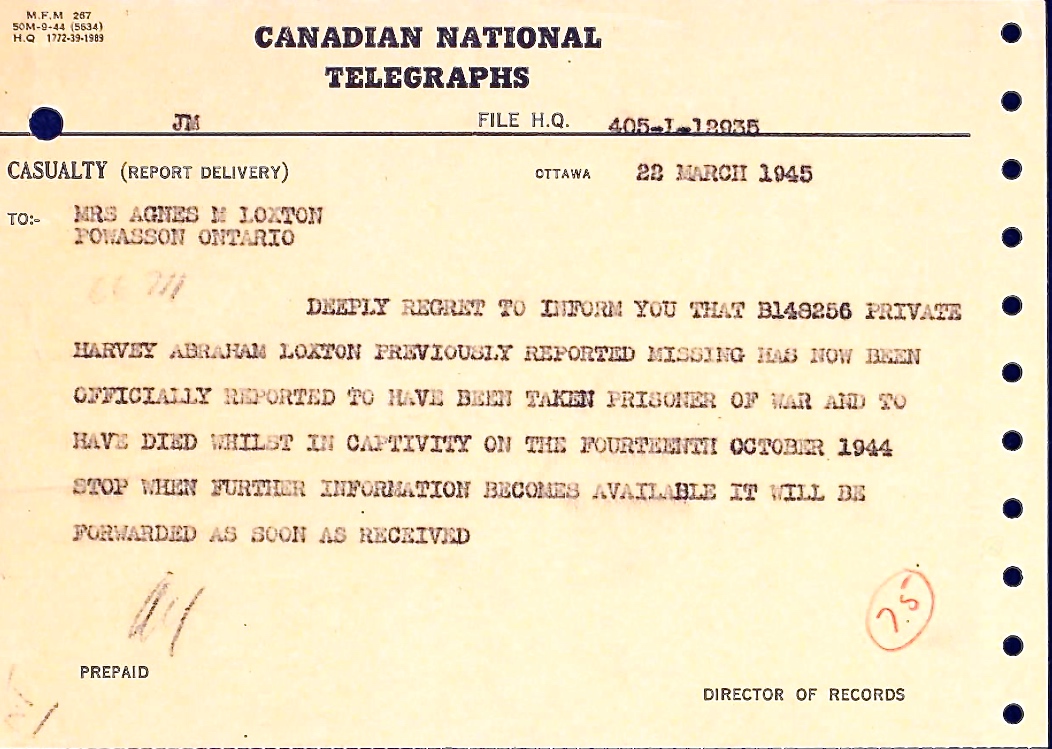 M.F.M 267
50M-9-44 (5634)
H.Q 1772-39-1989
CANADIAN NATIONAL
TELEGRAPHS
JM FILE H.Q. 405-L-12935
CASUALTY (REPORT DELIVERY) OTTAWA 22 MARCH 1945
TO:- MRS AGNES M LOXTON
POWASSON ONTARIO
DEEPLY REGRET TO INFORM YOU THAT B148256 PRIVATE
HARVEY ABRAHAM LOXTON PREVIOUSLY REPORTED MISSING HAS NOW BEEN
OFFICIALLY REPORTED TO HAVE BEEN TAKEN PRISONER OF WAR AND TO
HAVE DIED WHILST IN CAPTIVITY ON THE FOURTEENTH OCTOBER 1944
STOP WHEN FURTHER INFORMATION BECOMES AVAILABLE IT WILL BE
FORWARDED AS SOON AS RECEIVED
7.5
PREPAID
DIRECTOR OF RECORDS